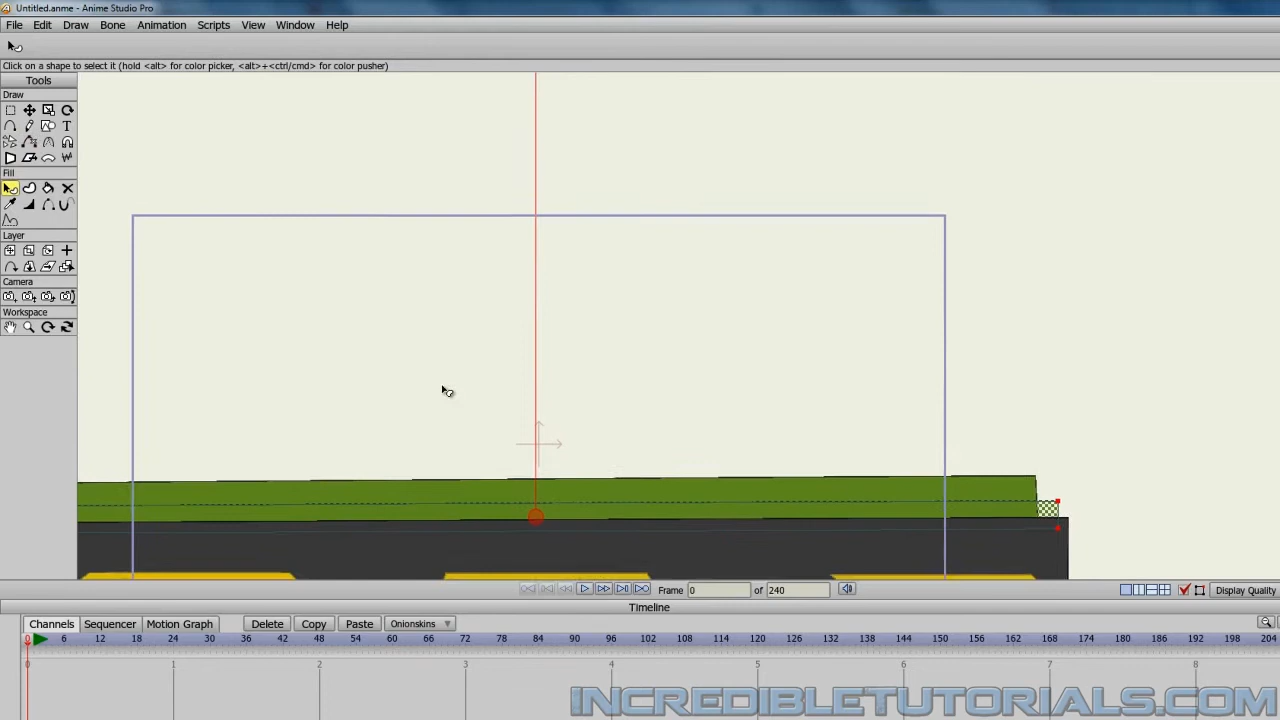 Untitled.anme - Anime Studio Pro
File Edit Draw Bone Animation Scripts View Window Help
Click on a shape to select it (hold <alt> for color picker, <alt>+<ctrl/cmd> for color pusher)
Tools
Draw
T
Fill
Layer
Camera
Workspace
Frame 0 of 240 Display Quality
Timeline
Channels Sequencer Motion Graph Delete Copy Paste Onionskins
0 6 12 18 24 30 36 42 48 54 60 66 72 78 84 90 96 102 108 114 120 126 132 138 144 150 156 162 168 174 180 186 192 198 204
0 1 2 3 4 5 6 7 8
INCREDIBLETUTORIALS.COM